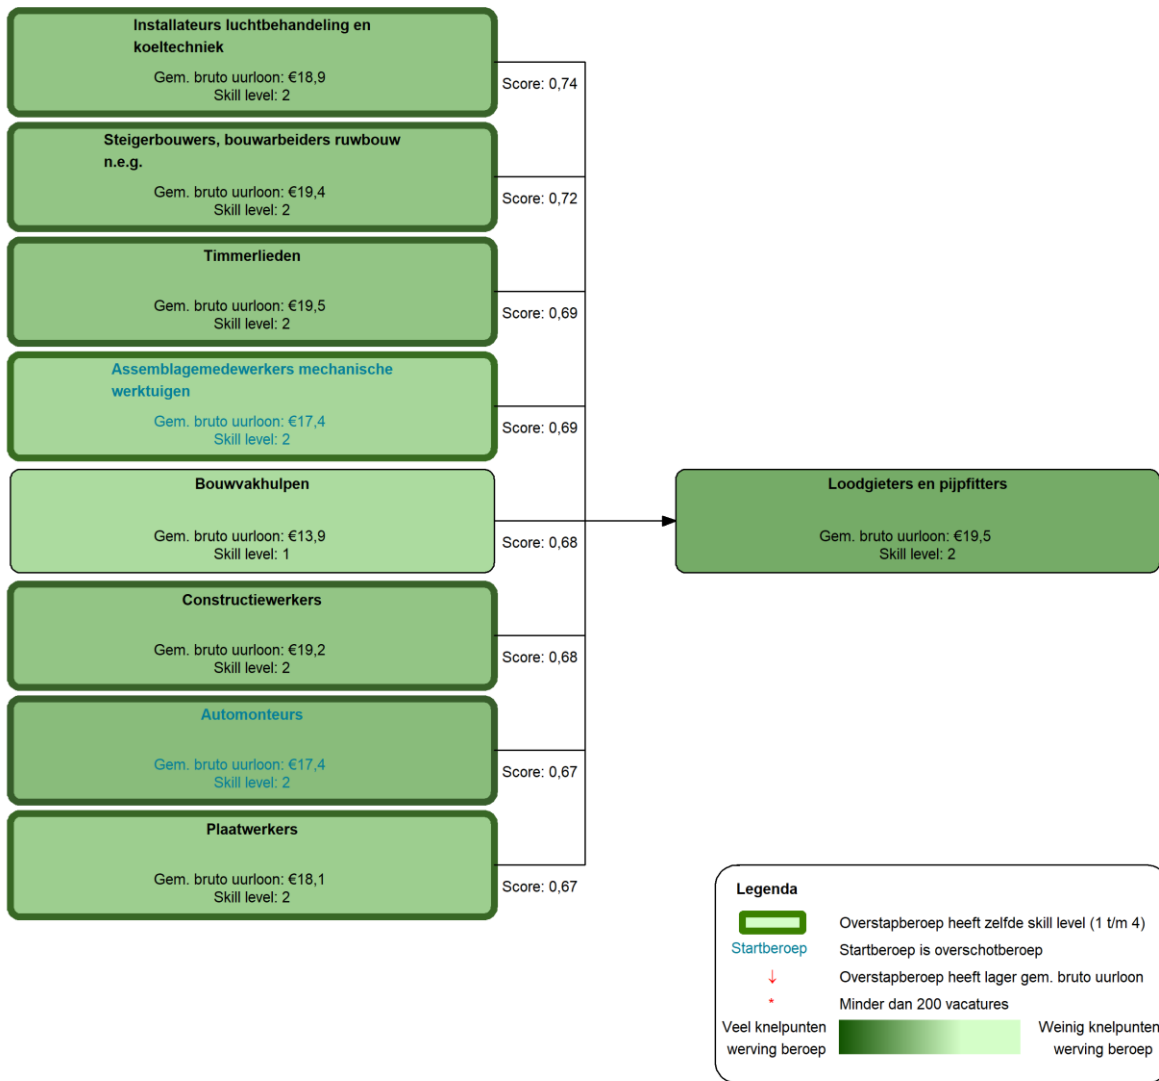 Installateurs luchtbehandeling en
koeltechniek
Gem. bruto uurloon: €18,9
Skill level: 2
Score: 0,74
Steigerbouwers, bouwarbeiders ruwbouw
n.e.g.
Gem. bruto uurloon: €19,4
Skill level: 2
Score: 0,72
Timmerlieden
Gem. bruto uurloon: €19,5
Skill level: 2
Score: 0,69
Assemblagemedewerkers mechanische
werktuigen
Gem. bruto uurloon: €17,4
Skill level: 2
Score: 0,69
Bouwvakhulpen
Gem. bruto uurloon: €13,9
Skill level: 1
Score: 0,68
Loodgieters en pijpfitters
Gem. bruto uurloon: €19,5
Skill level: 2
Constructiewerkers
Gem. bruto uurloon: €19,2
Skill level: 2
Score: 0,68
Automonteurs
Gem. bruto uurloon: €17,4
Skill level: 2
Score: 0,67
Plaatwerkers
Gem. bruto uurloon: €18,1
Skill level: 2
Score: 0,67
Legenda
Overstapberoep heeft zelfde skill level (1 t/m 4)
Startberoep Startberoep is overschotberoep
↓ Overstapberoep heeft lager gem. bruto uurloon
* Minder dan 200 vacatures
Veel knelpunten
werving beroep
Weinig knelpunten
werving beroep